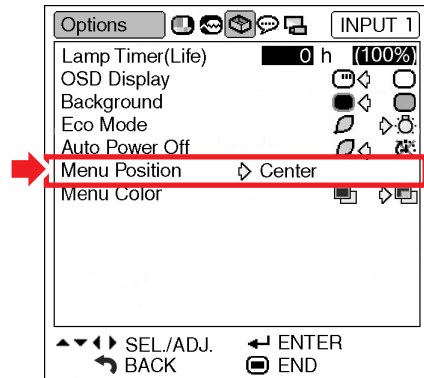 Options INPUT 1
Lamp Timer(Life) 0 h (100%)
OSD Display
Background
Eco Mode
Auto Power Off
Menu Position Center
Menu Color
SEL./ADJ. ENTER
BACK END